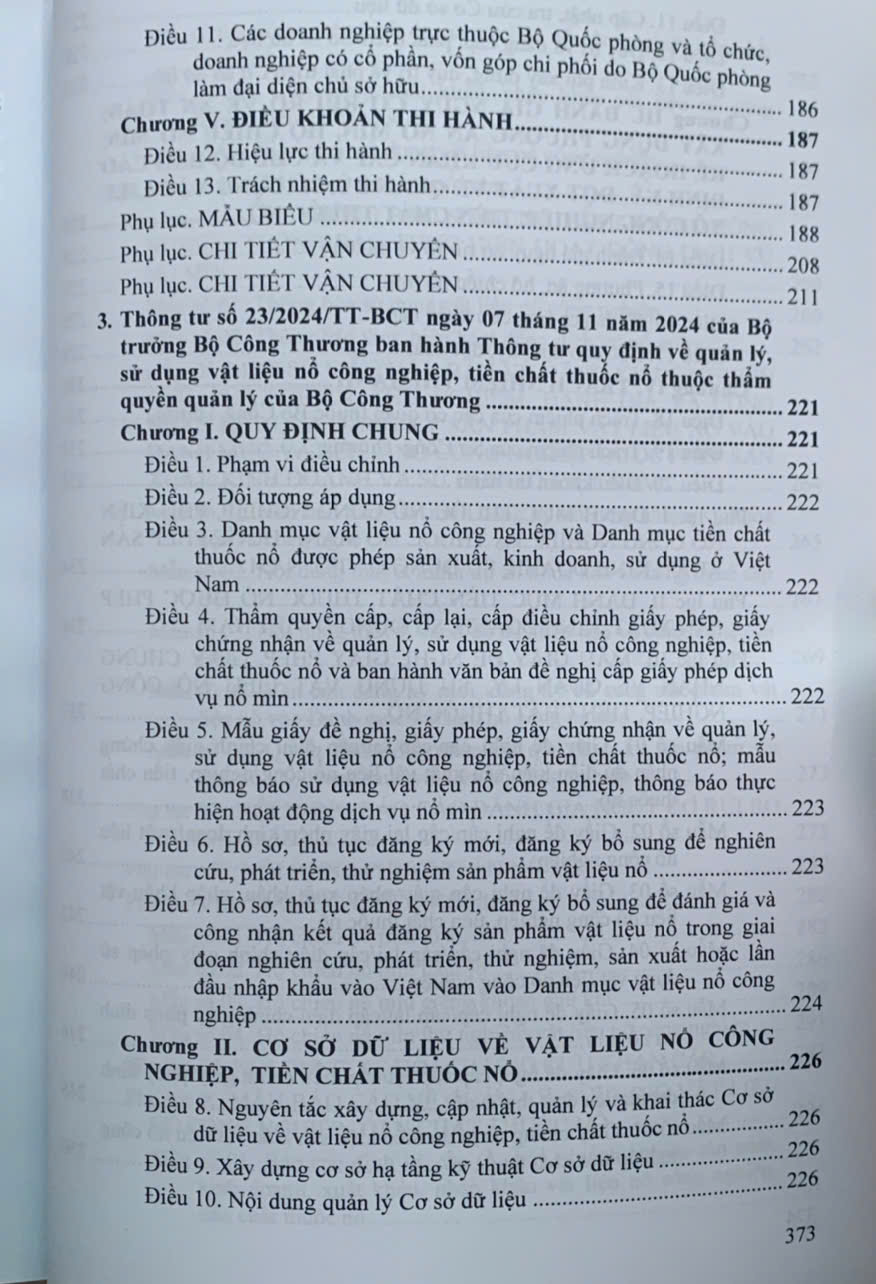 Điều 11. Các doanh nghiệp trực thuộc Bộ Quốc phòng và tổ chức,
doanh nghiệp có cổ phần, vốn góp chi phối do Bộ Quốc phòng
làm đại diện chủ sở hữu.......... 186
Chương V. ĐIỀU KHOẢN THI HÀNH.......... 187
Điều 12. Hiệu lực thi hành .......... 187
Điều 13. Trách nhiệm thi hành.......... 187
Phụ lục. MẪU BIỂU .......... 188
Phụ lục. CHI TIẾT VẬN CHUYỂN .......... 208
Phụ lục. CHI TIẾT VẬN CHUYỂN .......... 211
3. Thông tư số 23/2024/TT-BCT ngày 07 tháng 11 năm 2024 của Bộ
trưởng Bộ Công Thương ban hành Thông tư quy định về quản lý,
sử dụng vật liệu nổ công nghiệp, tiền chất thuốc nổ thuộc thẩm
quyền quản lý của Bộ Công Thương .......... 221
Chương I. QUY ĐỊNH CHUNG .......... 221
Điều 1. Phạm vi điều chỉnh .......... 221
Điều 2. Đối tượng áp dụng.......... 222
Điều 3. Danh mục vật liệu nổ công nghiệp và Danh mục tiền chất
thuốc nổ được phép sản xuất, kinh doanh, sử dụng ở Việt
Nam .......... 222
Điều 4. Thẩm quyền cấp, cấp lại, cấp điều chỉnh giấy phép, giấy
chứng nhận về quản lý, sử dụng vật liệu nổ công nghiệp, tiền
chất thuốc nổ và ban hành văn bản đề nghị cấp giấy phép dịch
vụ nổ mìn .......... 222
Điều 5. Mẫu giấy đề nghị, giấy phép, giấy chứng nhận về quản lý,
sử dụng vật liệu nổ công nghiệp, tiền chất thuốc nổ; mẫu
thông báo sử dụng vật liệu nổ công nghiệp, thông báo thực
hiện hoạt động dịch vụ nổ mìn .......... 223
Điều 6. Hồ sơ, thủ tục đăng ký mới, đăng ký bổ sung để nghiên
cứu, phát triển, thử nghiệm sản phẩm vật liệu nổ .......... 223
Điều 7. Hồ sơ, thủ tục đăng ký mới, đăng ký bổ sung để đánh giá và
công nhận kết quả đăng ký sản phẩm vật liệu nổ trong giai
đoạn nghiên cứu, phát triển, thử nghiệm, sản xuất hoặc lần
đầu nhập khẩu vào Việt Nam vào Danh mục vật liệu nổ công
nghiệp .......... 224
Chương II. CƠ SỞ DỮ LIỆU VỀ VẬT LIỆU NỔ CÔNG
NGHIỆP, TIỀN CHẤT THUỐC NỔ.......... 226
Điều 8. Nguyên tắc xây dựng, cập nhật, quản lý và khai thác Cơ sở
dữ liệu về vật liệu nổ công nghiệp, tiền chất thuốc nổ.......... 226
Điều 9. Xây dựng cơ sở hạ tầng kỹ thuật Cơ sở dữ liệu .......... 226
Điều 10. Nội dung quản lý Cơ sở dữ liệu .......... 226
373